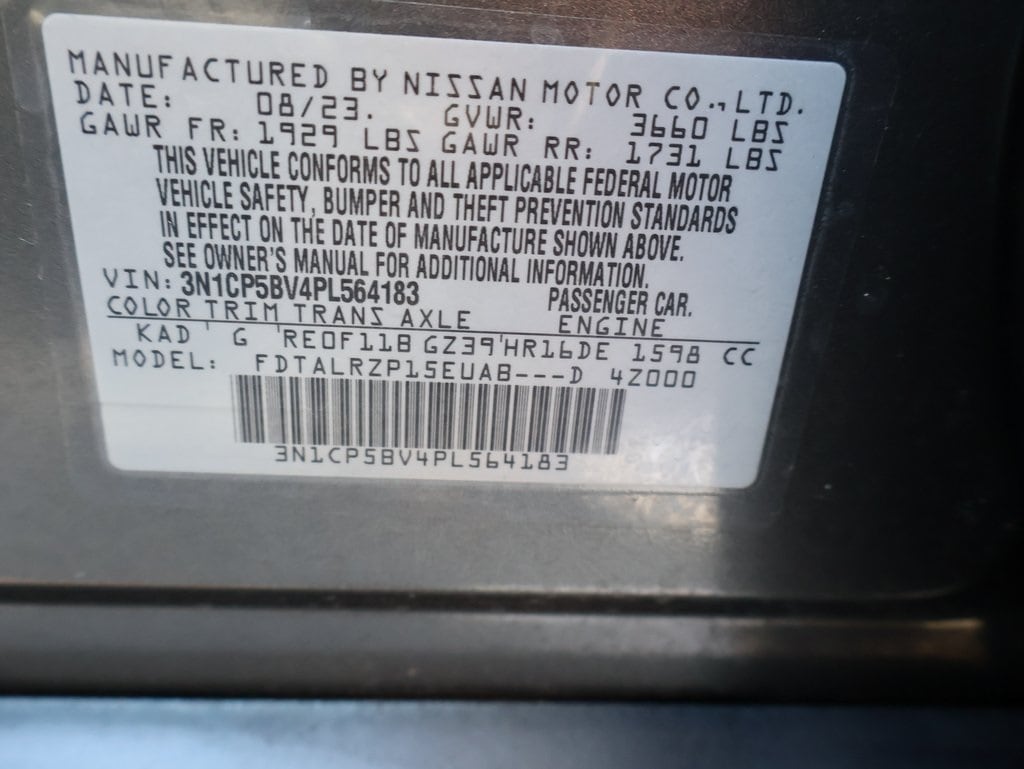 MANUFACTURED BY NISSAN MOTOR CO., LTD.
DATE: 08/23. GVWR: 3660 LBS
GAWR FR: 1929 LBS GAWR RR: 1731 LBS
THIS VEHICLE CONFORMS TO ALL APPLICABLE FEDERAL MOTOR
VEHICLE SAFETY, BUMPER AND THEFT PREVENTION STANDARDS
IN EFFECT ON THE DATE OF MANUFACTURE SHOWN ABOVE.
SEE OWNER'S MANUAL FOR ADDITIONAL INFORMATION.
VIN: 3N1CP5BV4PL564183 PASSENGER CAR.
COLOR TRIM TRANS AXLE ENGINE
KAD ' G 'RE0F11B GZ39'HR16DE 1598 CC
MODEL: FDTALRZP15EUAB---D 4Z000
3N1CP5BV4PL564183